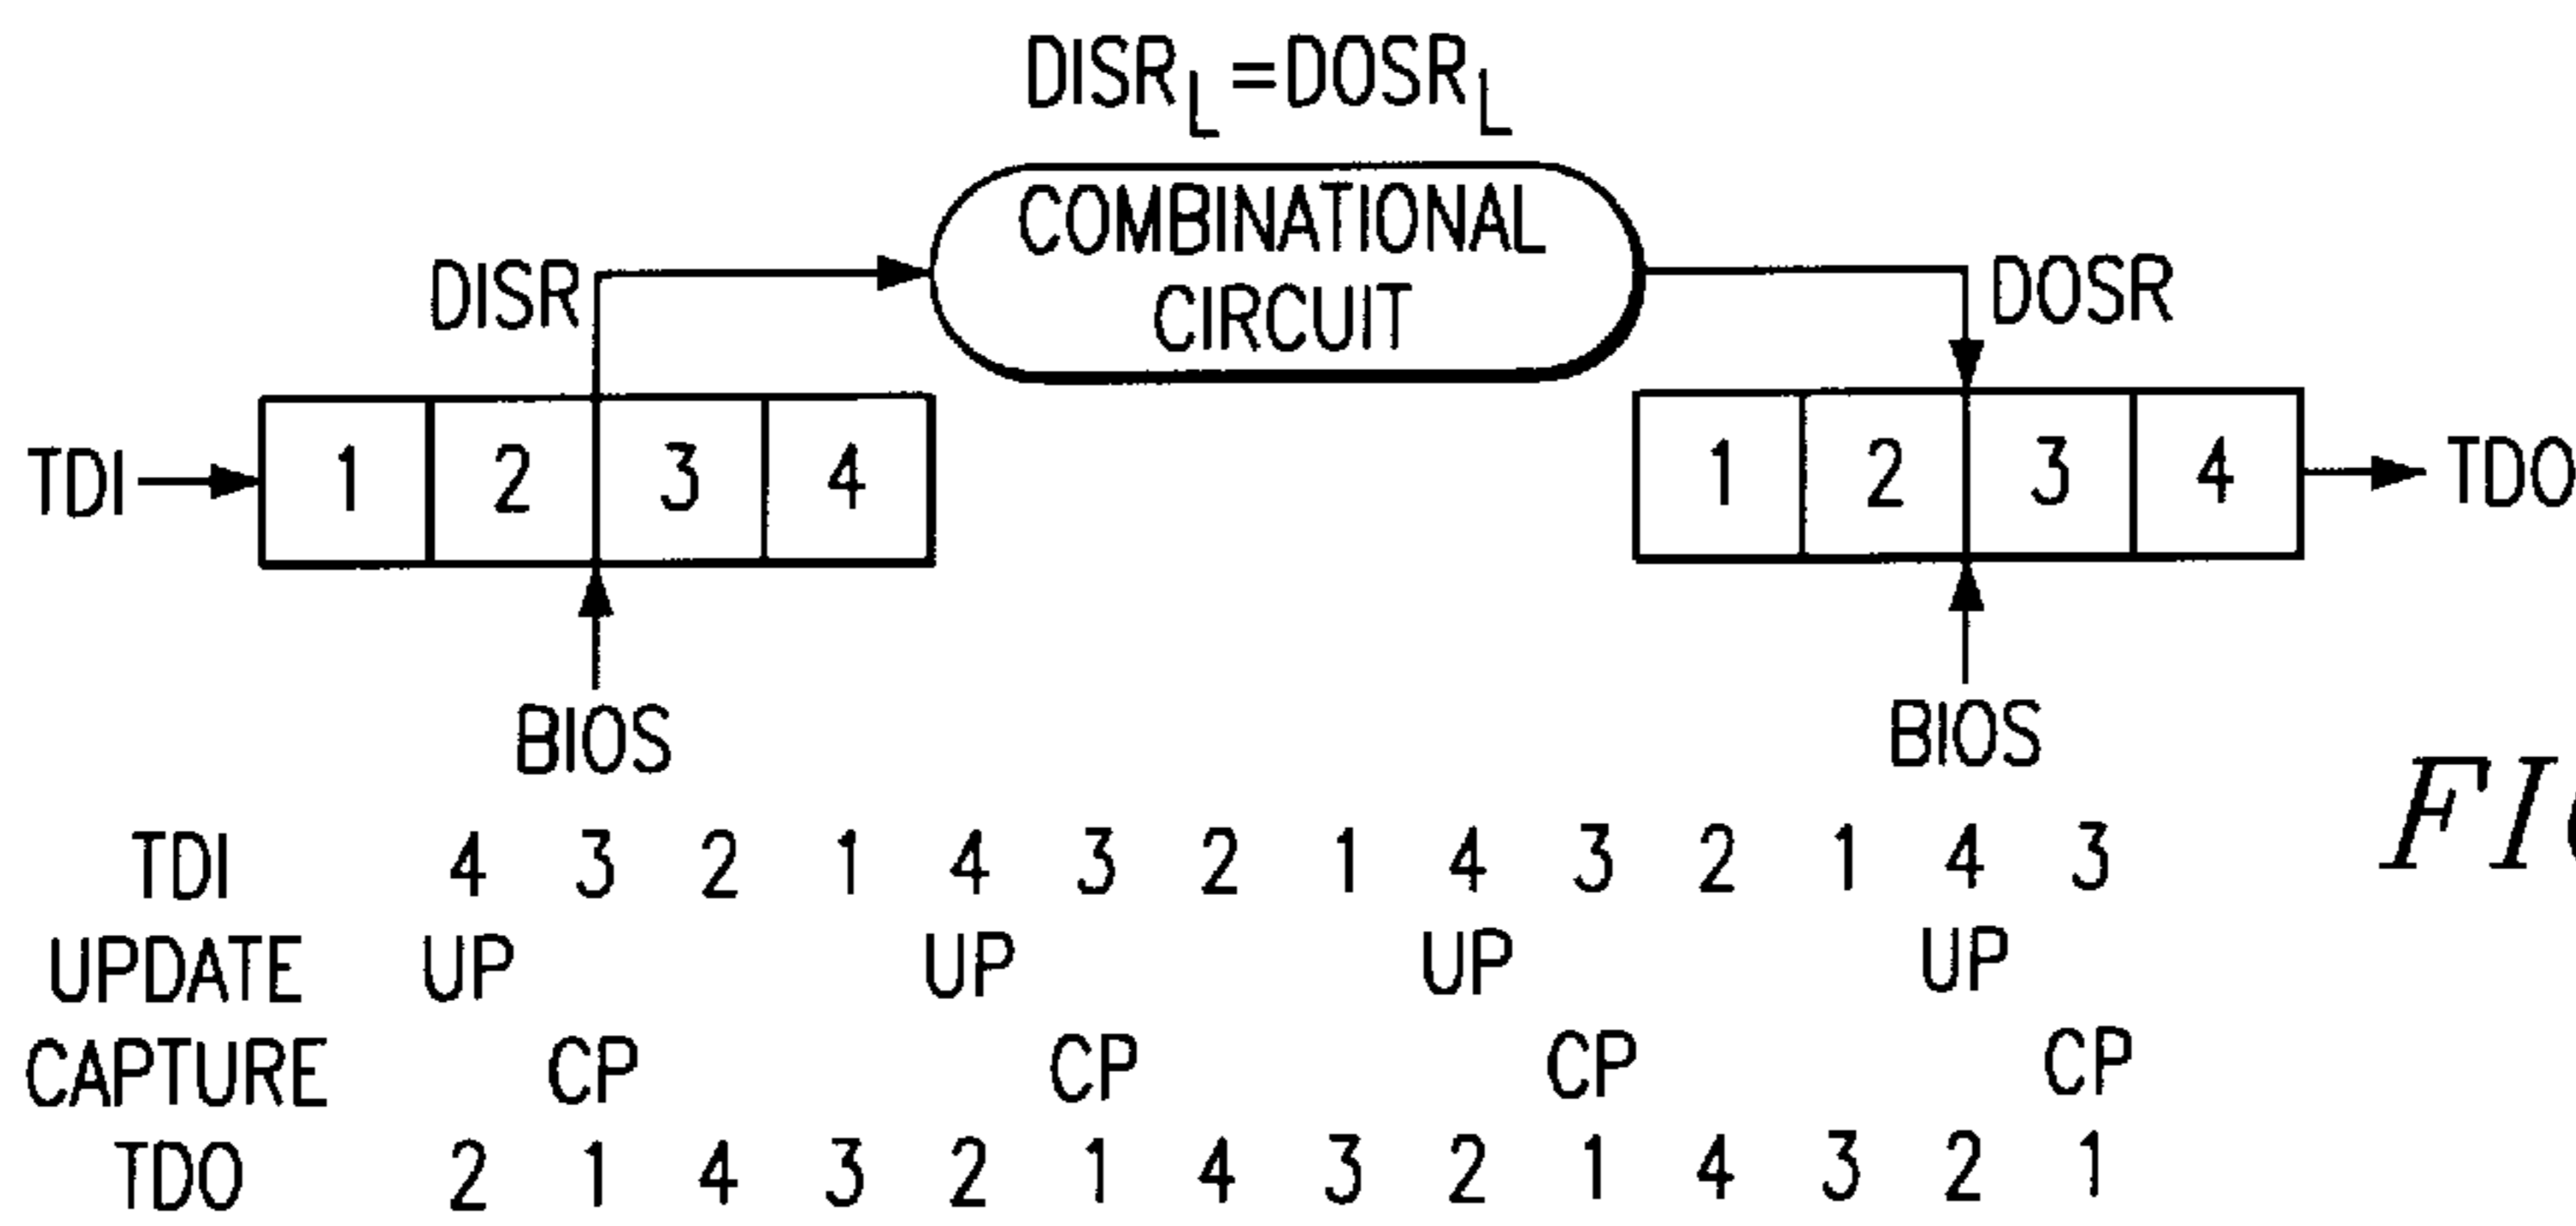 DISRL=DOSRL
COMBINATIONAL
CIRCUIT
DISR
DOSR
TDI
1 2 3 4
1 2 3 4
TDO
BIOS
BIOS
TDI 4 3 2 1 4 3 2 1 4 3 2 1 4 3
UPDATE UP UP UP UP
CAPTURE CP CP CP CP
TDO 2 1 4 3 2 1 4 3 2 1 4 3 2 1